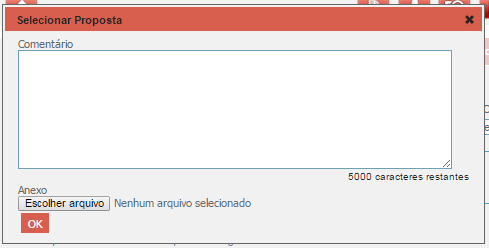 Selecionar Proposta
Comentário
5000 caracteres restantes
Anexo
Escolher arquivo Nenhum arquivo selecionado
OK